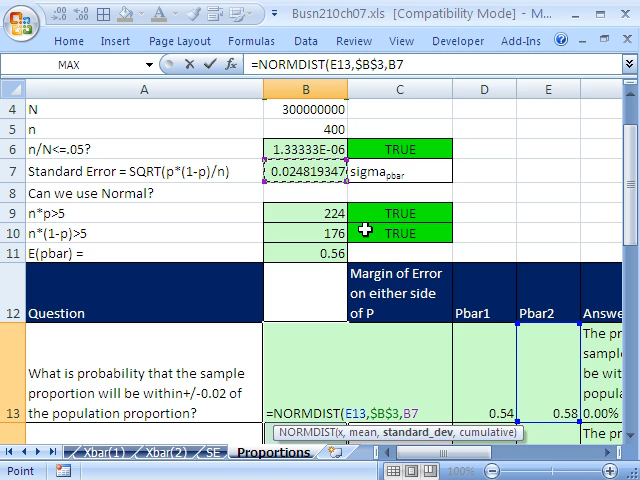 Busn210ch07.xls [Compatibility Mode] - M...
Home Insert Page Layout Formulas Data Review View Developer Add-Ins
MAX =NORMDIST(E13,$B$3,B7
A B C D E
4 N 300000000
5 n 400
6 n/N<=.05? 1.33333E-06 TRUE
7 Standard Error = SQRT(p*(1-p)/n) 0.024819347 sigmapbar
8 Can we use Normal?
9 n*p>5 224 TRUE
10 n*(1-p)>5 176 TRUE
11 E(pbar) = 0.56
Margin of Error
on either side
12 Question of P Pbar1 Pbar2 Answe
The pr
What is probability that the sample sampl
proportion will be within+/-0.02 of be wit
popula
13 the population proportion? =NORMDIST(E13,$B$3,B7 0.54 0.58 0.00%
NORMDIST(x, mean, standard_dev, cumulative)
The pr
Xbar(1) Xbar(2) SE Proportions
Point 100%